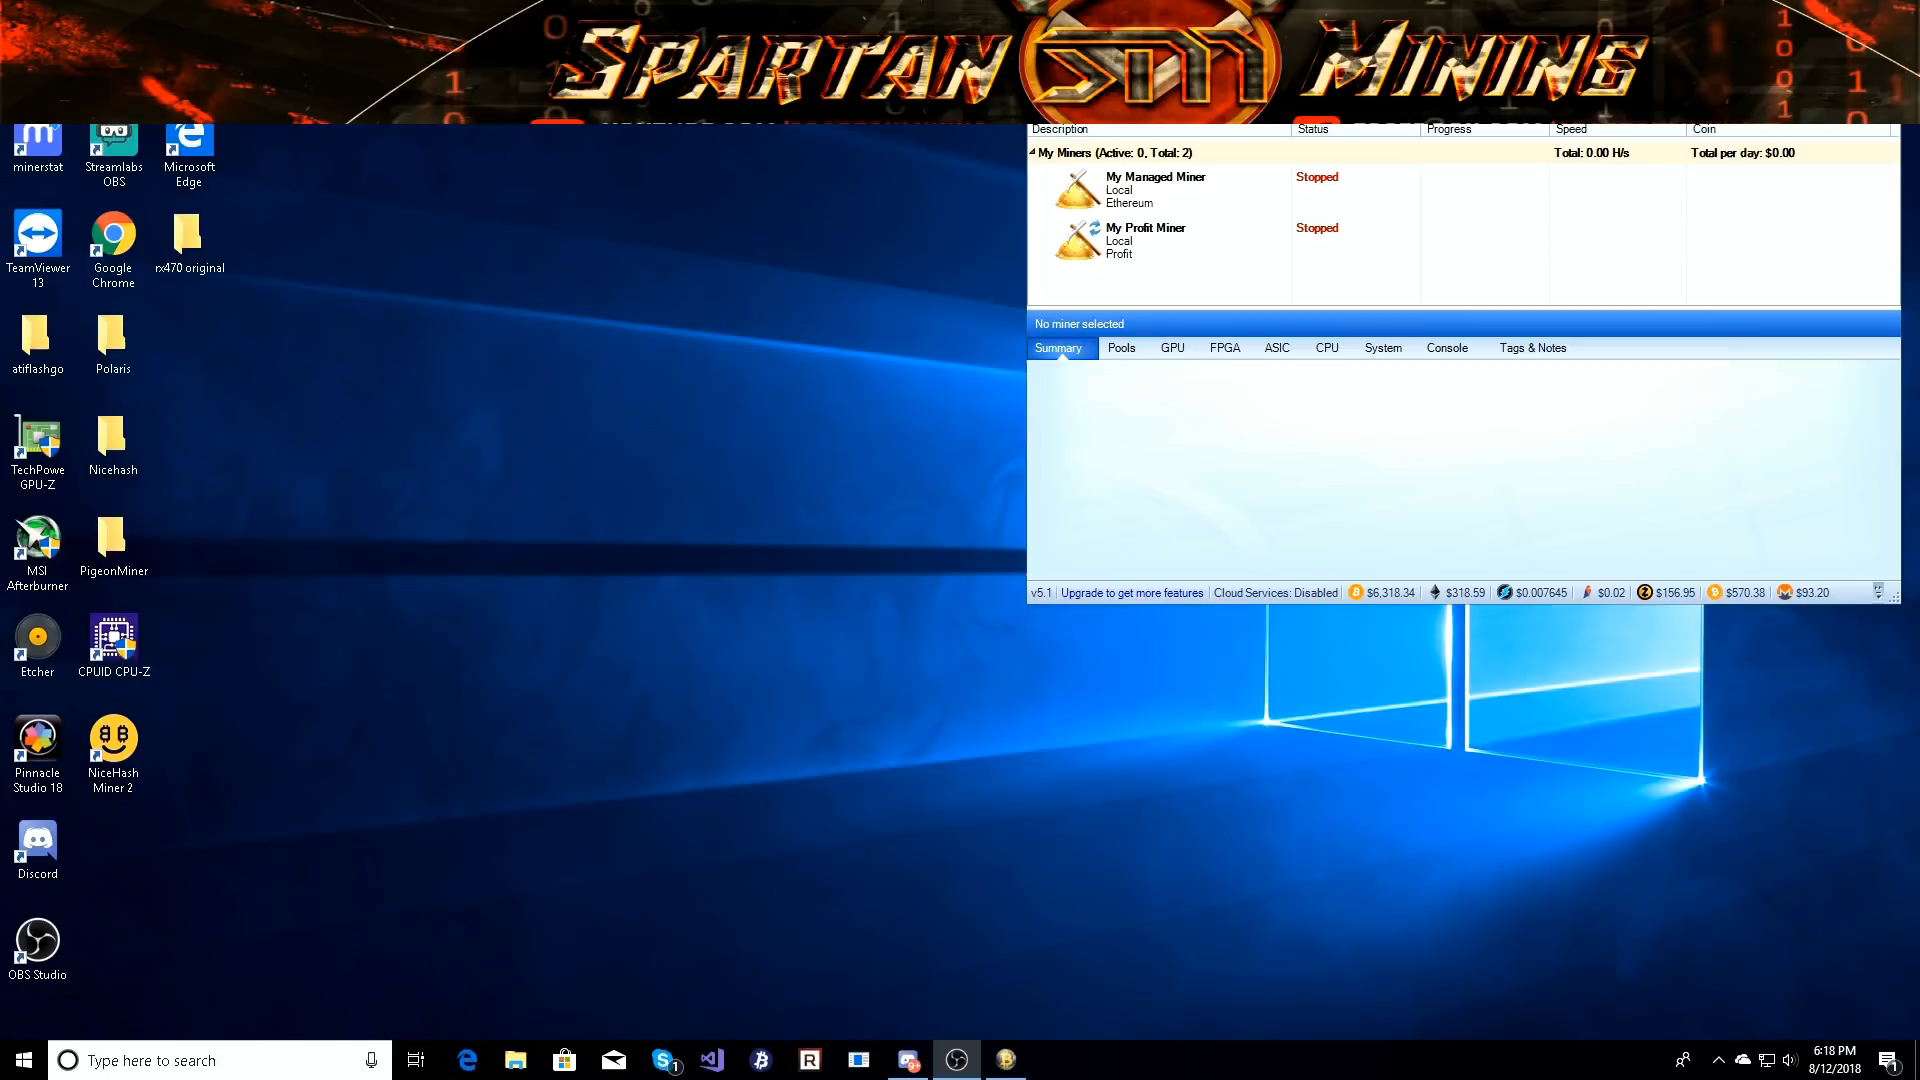 SPARTAN SM MINING
Description Status Progress Speed Coin
My Miners (Active: 0, Total: 2) Total: 0.00 H/s Total per day: $0.00
My Managed Miner Stopped
Local
Ethereum
My Profit Miner Stopped
Local
Profit
No miner selected
Summary Pools GPU FPGA ASIC CPU System Console Tags & Notes
v5.1 Upgrade to get more features Cloud Services: Disabled $6,318.34 $318.59 $0.007645 $0.02 $156.95 $570.38 $93.20
minerstat
Streamlabs
OBS
Microsoft
Edge
TeamViewer
13
Google
Chrome
rx470 original
atiflashgo
Polaris
TechPowe
GPU-Z
Nicehash
MSI
Afterburner
PigeonMiner
Etcher
CPUID CPU-Z
Pinnacle
Studio 18
NiceHash
Miner 2
Discord
OBS Studio
Type here to search
6:18 PM
8/12/2018